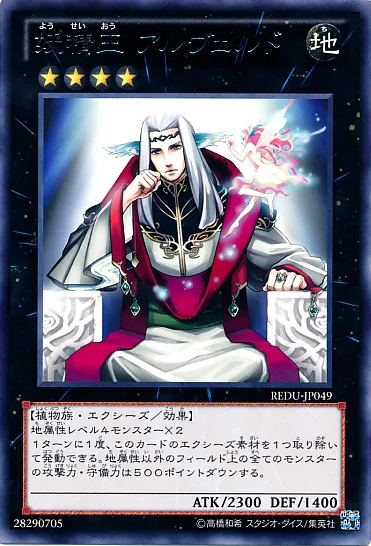 よう せい おう
妖精王 アルヴェルド
ち
地
REDU-JP049
【植物族・エクシーズ/効果】
地属性レベル4モンスター×2
1ターンに1度、このカードのエクシーズ素材を1つ取り除い
て発動できる。地属性以外のフィールド上の全てのモンスター
の攻撃力・守備力は500ポイントダウンする。
ATK/2300 DEF/1400
28290705
©高橋和希 スタジオ・ダイス/集英社